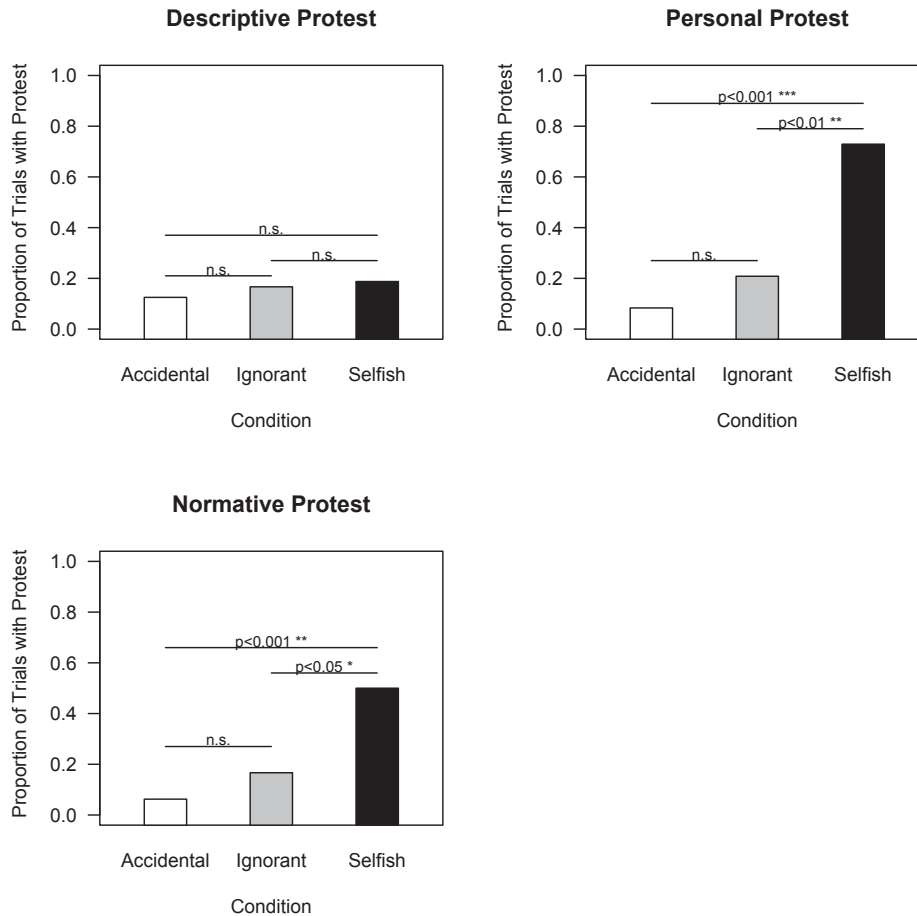 Descriptive Protest
Proportion of Trials with Protest
1.0
0.8
0.6
0.4
0.2
0.0
n.s.
n.s.
n.s.
Accidental Ignorant Selfish
Condition
Personal Protest
Proportion of Trials with Protest
1.0
0.8
0.6
0.4
0.2
0.0
p<0.001 ***
p<0.01 **
n.s.
Accidental Ignorant Selfish
Condition
Normative Protest
Proportion of Trials with Protest
1.0
0.8
0.6
0.4
0.2
0.0
p<0.001 **
p<0.05 *
n.s.
Accidental Ignorant Selfish
Condition